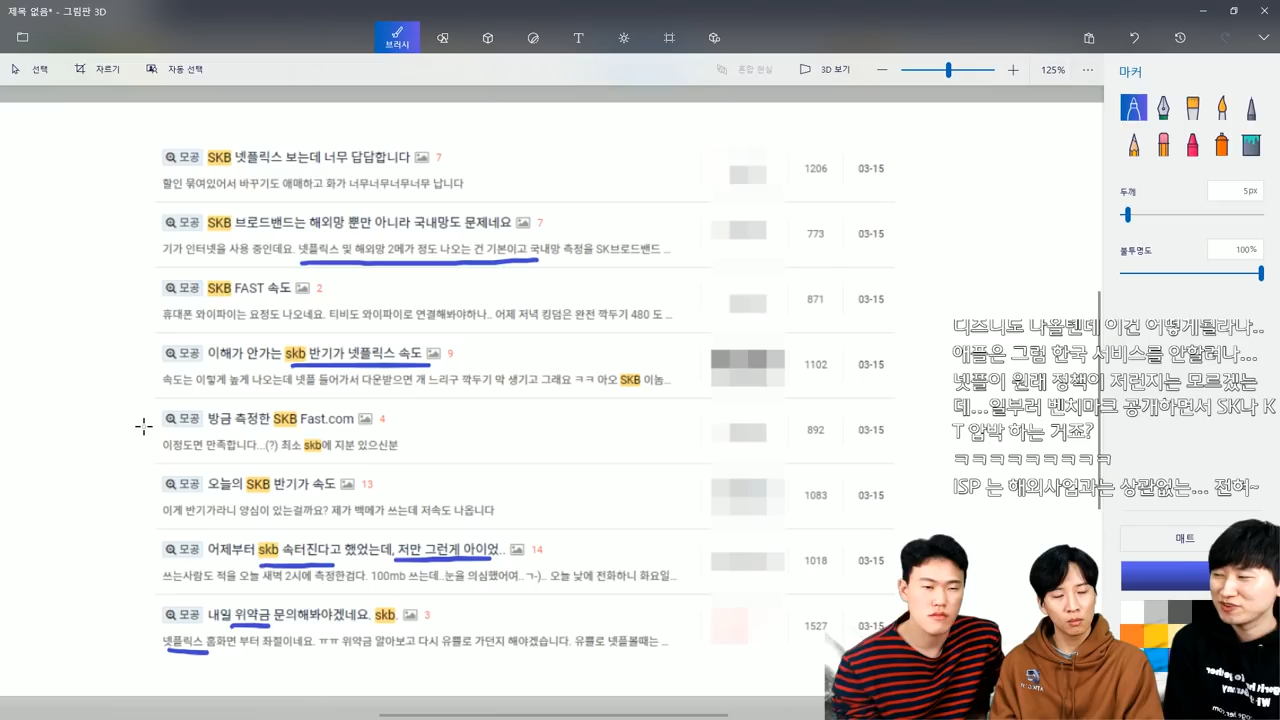 제목 없음* - 그림판 3D
브러시
선택
자르기
자동 선택
혼합 현실
3D 보기
125%
마커
두께
5px
불투명도
100%
매트
모공 SKB 넷플릭스 보는데 너무 답답합니다 7
할인 묶여있어서 바꾸기도 애매하고 화가 너무너무너무너무 납니다
1206 03-15
모공 SKB 브로드밴드는 해외망 뿐만 아니라 국내망도 문제네요 7
기가 인터넷을 사용 중인데요. 넷플릭스 및 해외망 2메가 정도 나오는 건 기본이고 국내망 측정을 SK브로드밴드 ...
773 03-15
모공 SKB FAST 속도 2
휴대폰 와이파이는 요정도 나오네요. 티비도 와이파이로 연결해봐야하나.. 어제 저녁 킹덤은 완전 깍두기 480 도 ...
871 03-15
모공 이해가 안가는 skb 반기가 넷플릭스 속도 9
속도는 이렇게 높게 나오는데 넷플 들어가서 다운받으면 개 느리구 깍두기 막 생기고 그래요 ㅋㅋ 아오 SKB 이놈...
1102 03-15
모공 방금 측정한 SKB Fast.com 4
이정도면 만족합니다...(?) 최소 skb에 지분 있으신분
892 03-15
모공 오늘의 SKB 반기가 속도 13
이게 반기가라니 양심이 있는걸까요? 제가 백메가 쓰는데 저속도 나옵니다
1083 03-15
모공 어제부터 skb 속터진다고 했었는데, 저만 그런게 아이었.. 14
쓰는사람도 적을 오늘 새벽 2시에 측정한겁다. 100mb 쓰는데..눈을 의심했어여..ㄱ-).. 오늘 낮에 전화하니 화요일...
1018 03-15
모공 내일 위약금 문의해봐야겠네요. skb. 3
넷플릭스 홈화면 부터 좌절이네요. ㅠㅠ 위약금 알아보고 다시 유플로 가던지 해야겠습니다. 유플로 넷플볼때는 ...
1527 03-15
디즈니도 나올텐데 이건 어떻게될라나..
애플은 그럼 한국 서비스를 안할려나...
넷플이 원래 정책이 저런지는 모르겠는
데...일부러 벤치마크 공개하면서 SK나 K
T 압박 하는 거죠?
ㅋㅋㅋㅋㅋㅋㅋㅋㅋ
ISP 는 해외사업과는 상관없는... 전혀~